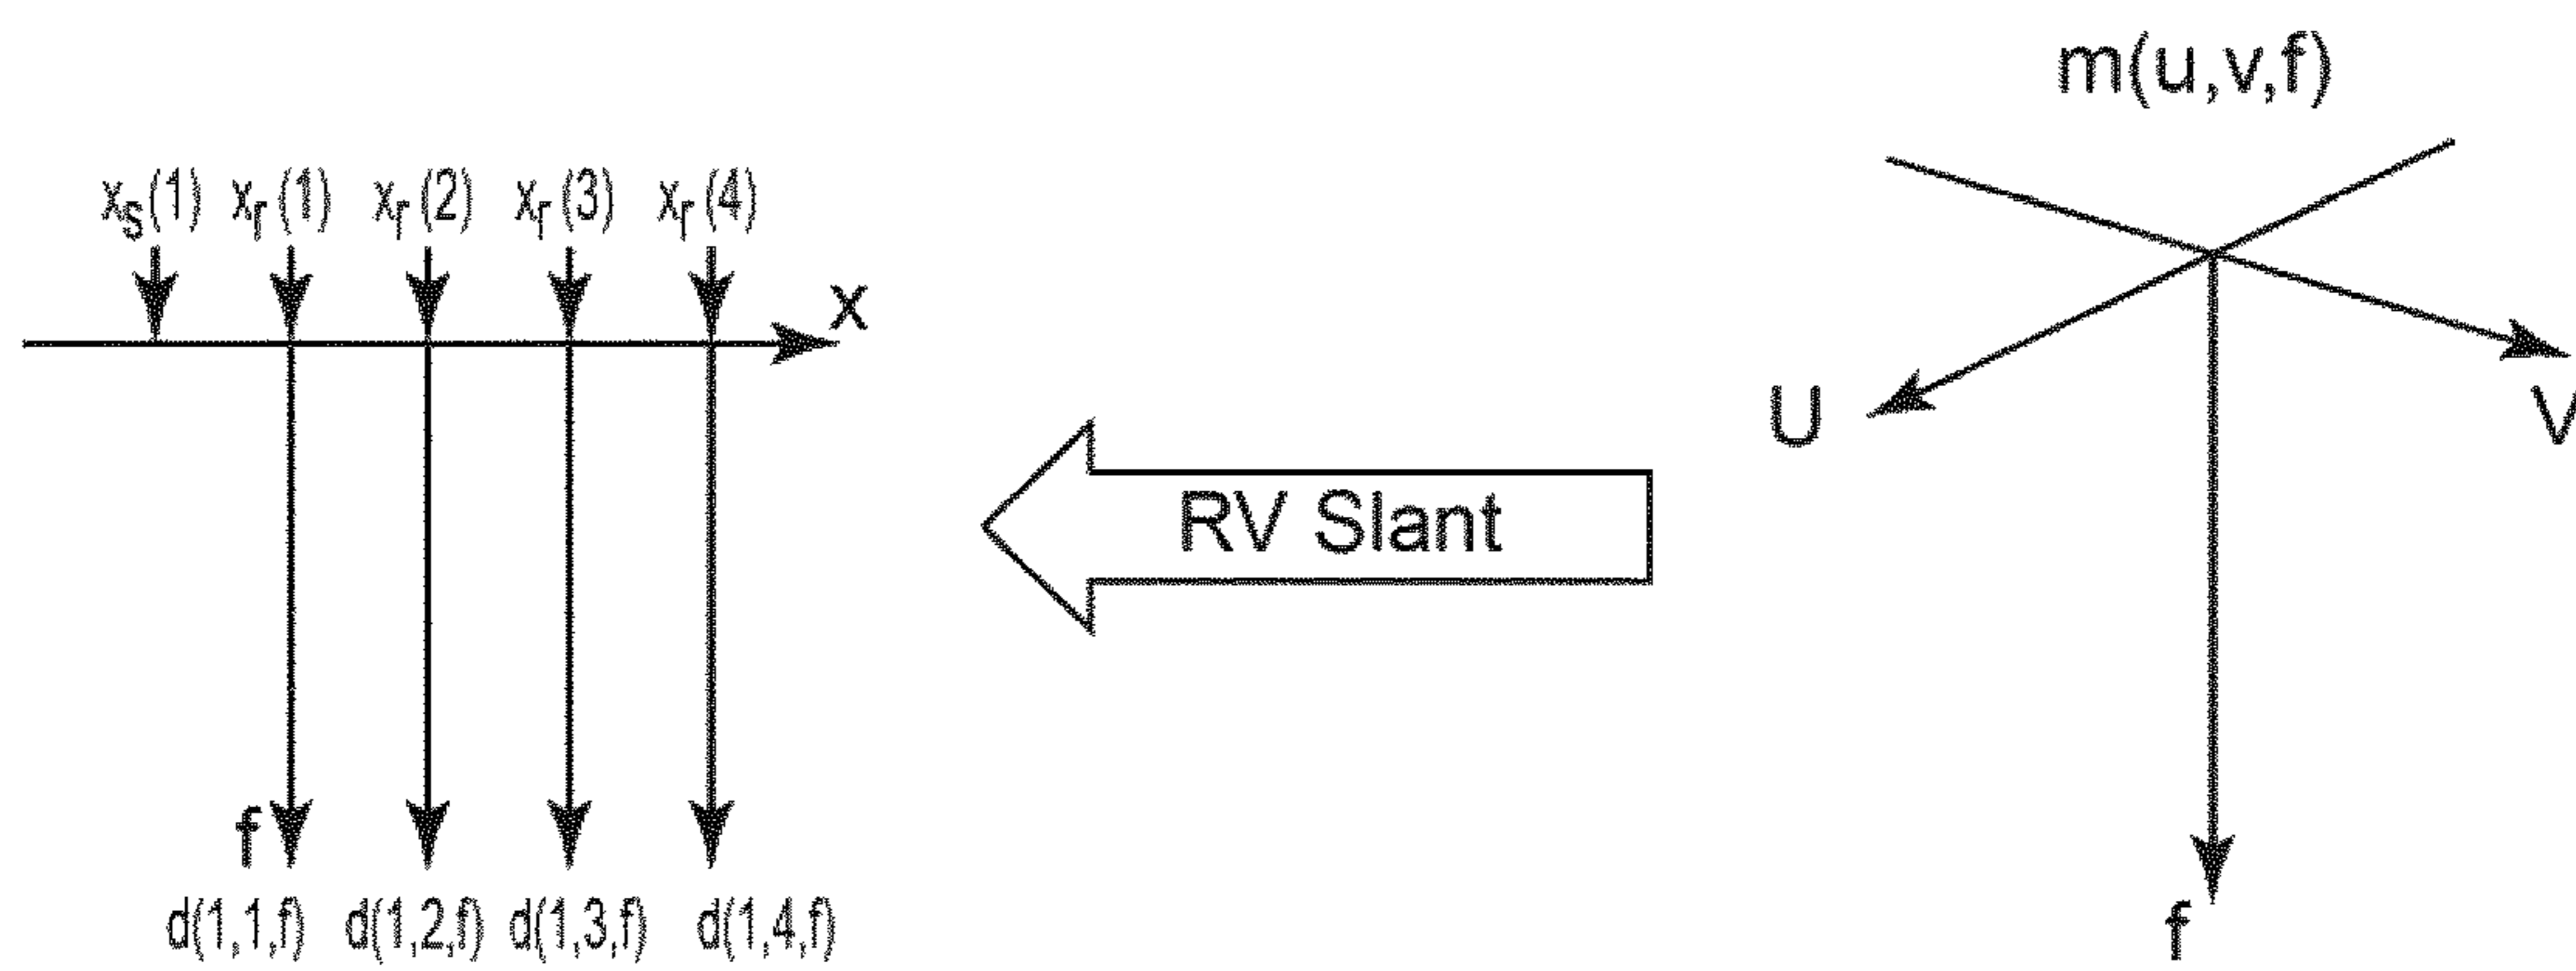 m(u,v,f)
xs(1) xr(1) xr(2) xr(3) xr(4)
x
U
V
RV Slant
f
d(1,1,f) d(1,2,f) d(1,3,f) d(1,4,f)
f